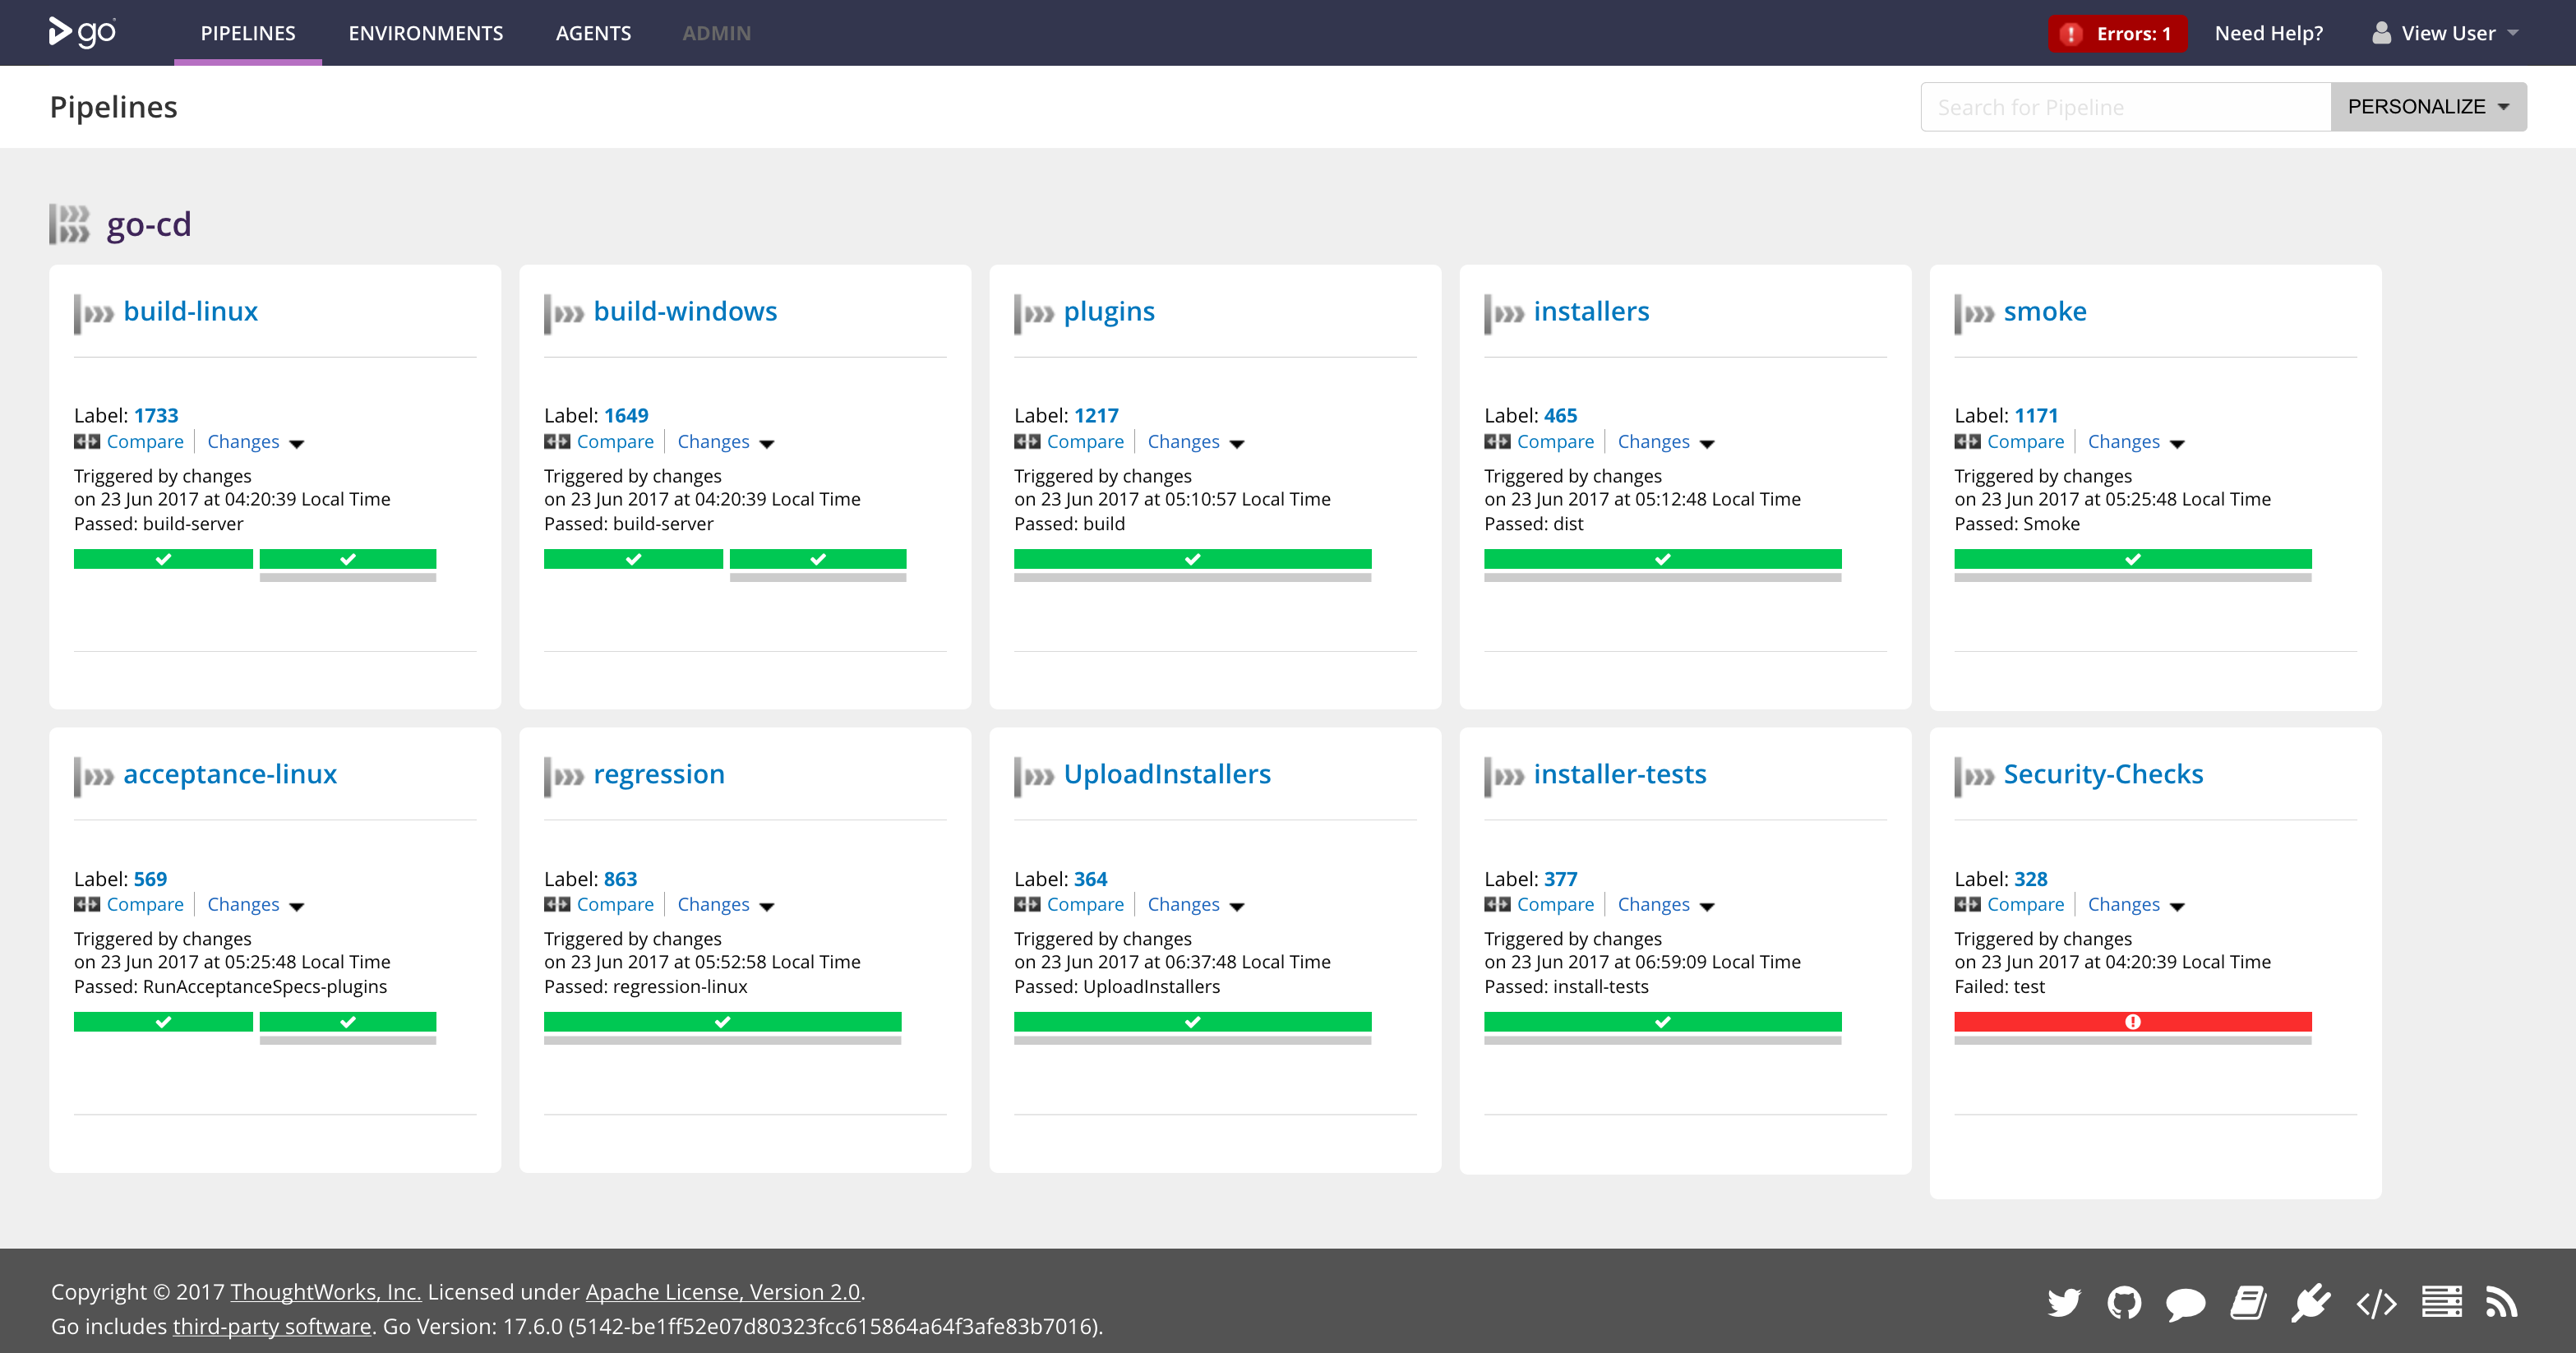 go PIPELINES ENVIRONMENTS AGENTS ADMIN Errors: 1 Need Help? View User
Pipelines Search for Pipeline PERSONALIZE
go-cd
build-linux
Label: 1733
Compare Changes
Triggered by changes
on 23 Jun 2017 at 04:20:39 Local Time
Passed: build-server
build-windows
Label: 1649
Compare Changes
Triggered by changes
on 23 Jun 2017 at 04:20:39 Local Time
Passed: build-server
plugins
Label: 1217
Compare Changes
Triggered by changes
on 23 Jun 2017 at 05:10:57 Local Time
Passed: build
installers
Label: 465
Compare Changes
Triggered by changes
on 23 Jun 2017 at 05:12:48 Local Time
Passed: dist
smoke
Label: 1171
Compare Changes
Triggered by changes
on 23 Jun 2017 at 05:25:48 Local Time
Passed: Smoke
acceptance-linux
Label: 569
Compare Changes
Triggered by changes
on 23 Jun 2017 at 05:25:48 Local Time
Passed: RunAcceptanceSpecs-plugins
regression
Label: 863
Compare Changes
Triggered by changes
on 23 Jun 2017 at 05:52:58 Local Time
Passed: regression-linux
UploadInstallers
Label: 364
Compare Changes
Triggered by changes
on 23 Jun 2017 at 06:37:48 Local Time
Passed: UploadInstallers
installer-tests
Label: 377
Compare Changes
Triggered by changes
on 23 Jun 2017 at 06:59:09 Local Time
Passed: install-tests
Security-Checks
Label: 328
Compare Changes
Triggered by changes
on 23 Jun 2017 at 04:20:39 Local Time
Failed: test
Copyright © 2017 ThoughtWorks, Inc. Licensed under Apache License, Version 2.0.
Go includes third-party software. Go Version: 17.6.0 (5142-be1ff52e07d80323fcc615864a64f3afe83b7016).